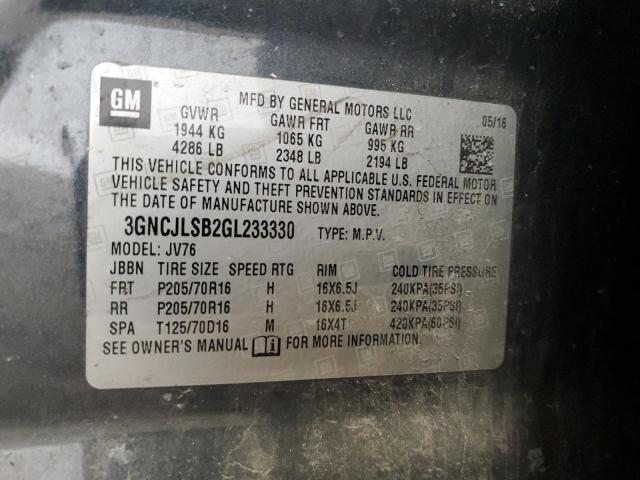 GM
MFD BY GENERAL MOTORS LLC
05/16
GVWR GAWR FRT GAWR RR
1944 KG 1065 KG 995 KG
4286 LB 2348 LB 2194 LB
THIS VEHICLE CONFORMS TO ALL APPLICABLE U.S. FEDERAL MOTOR
VEHICLE SAFETY AND THEFT PREVENTION STANDARDS IN EFFECT ON
THE DATE OF MANUFACTURE SHOWN ABOVE.
3GNCJLSB2GL233330 TYPE: M.P.V.
MODEL: JV76
JBBN TIRE SIZE SPEED RTG RIM COLD TIRE PRESSURE
FRT P205/70R16 H 16X6.5J 240KPA(35PSI)
RR P205/70R16 H 16X6.5J 240KPA(35PSI)
SPA T125/70D16 M 16X4T 420KPA(60PSI)
SEE OWNER'S MANUAL FOR MORE INFORMATION.